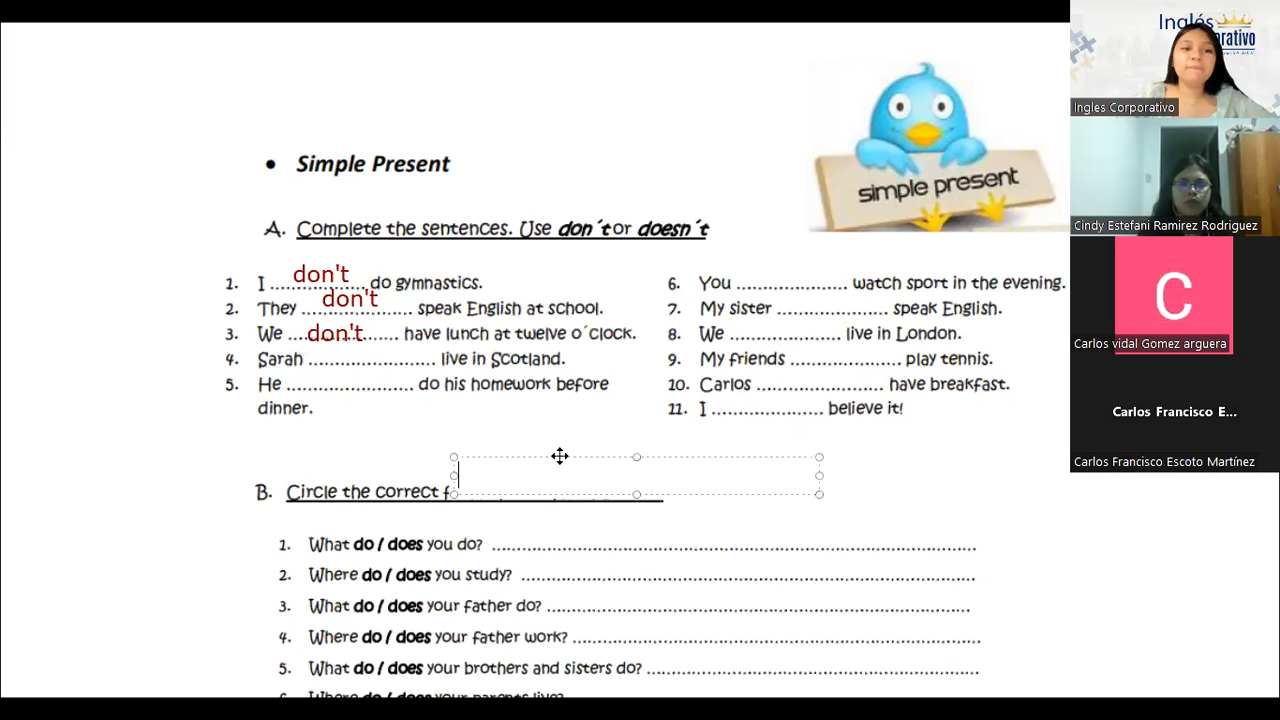 Simple Present
simple present
A. Complete the sentences. Use don´t or doesn´t
1. I ................... do gymnastics.
don't
2. They ...................... speak English at school.
don't
3. We ...................... have lunch at twelve o´clock.
don't
4. Sarah ......................... live in Scotland.
5. He ......................... do his homework before
dinner.
6. You ...................... watch sport in the evening.
7. My sister ...................... speak English.
8. We ...................... live in London.
9. My friends ...................... play tennis.
10. Carlos ......................... have breakfast.
11. I ...................... believe it!
B. Circle the correct
1. What do / does you do? ................................................................................................
2. Where do / does you study? ..........................................................................................
3. What do / does your father do? ....................................................................................
4. Where do / does your father work? ................................................................................
5. What do / does your brothers and sisters do? ..................................................................
Inglés
Ingles Corporativo
Cindy Estefani Ramirez Rodriguez
C
Carlos vidal Gomez arguera
Carlos Francisco E...
Carlos Francisco Escoto Martínez